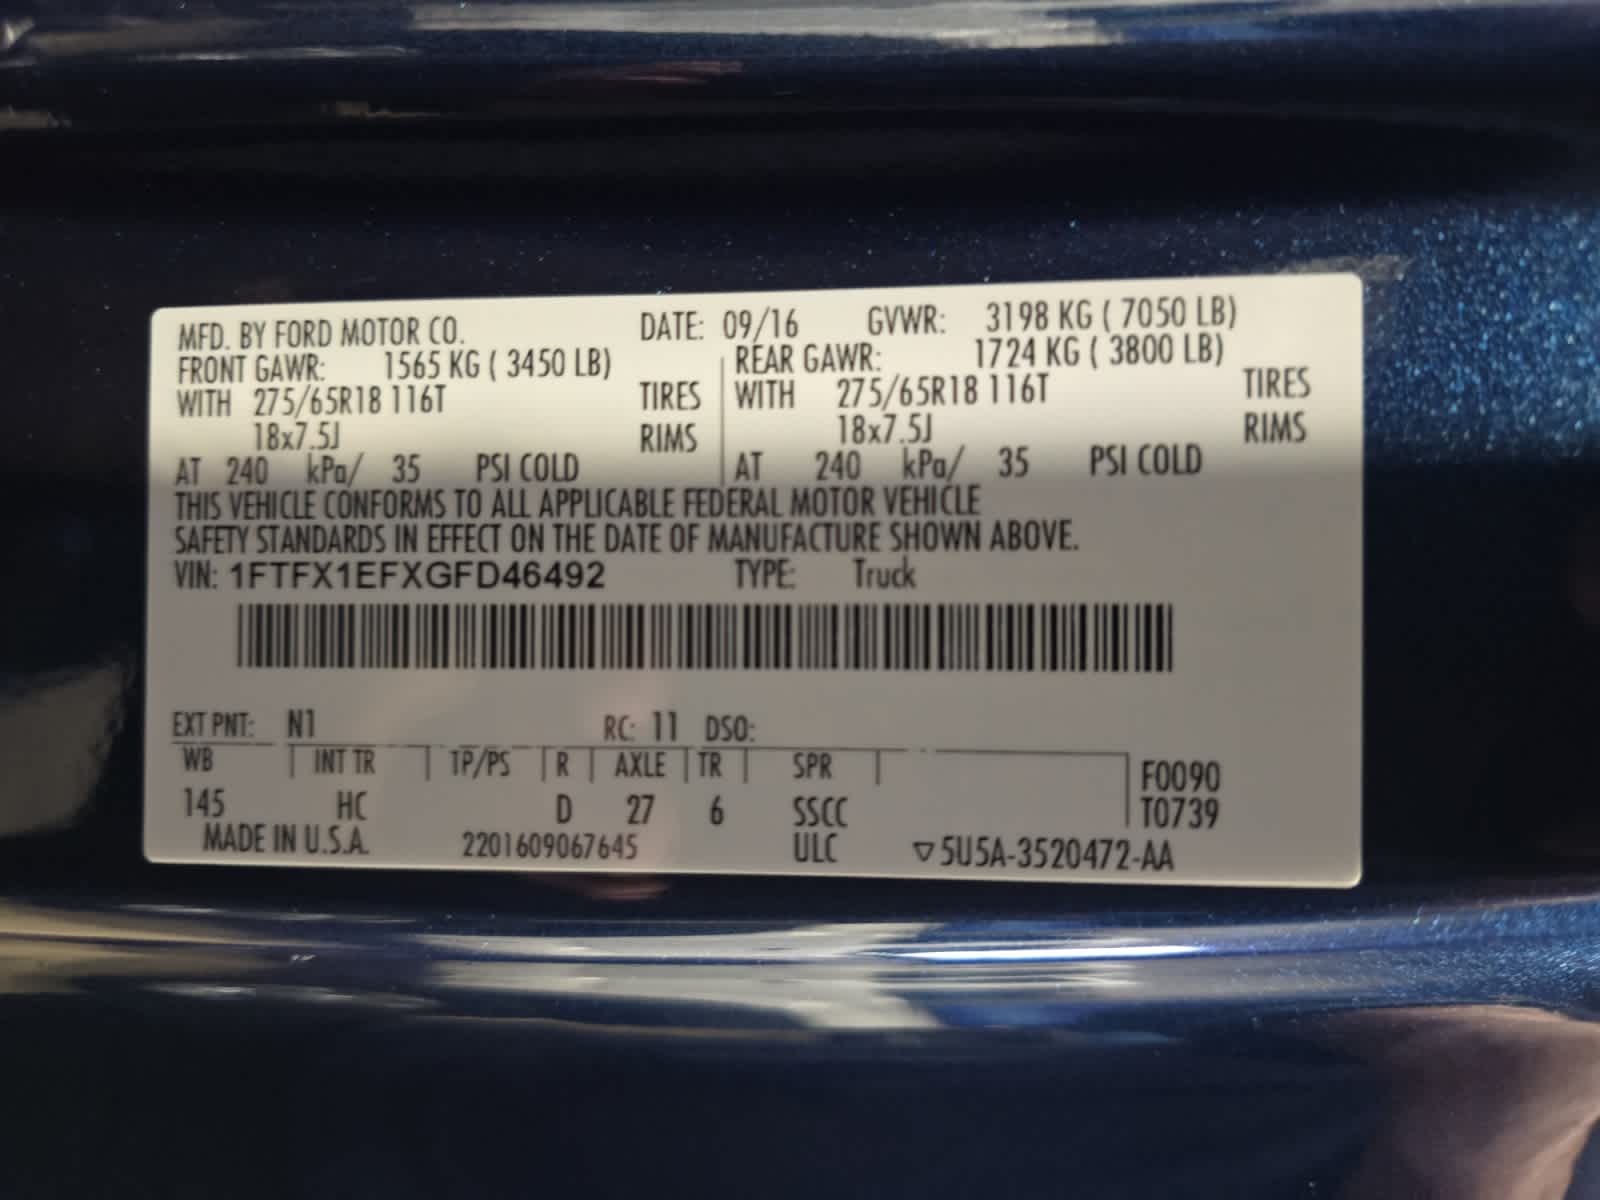 MFD. BY FORD MOTOR CO. DATE: 09/16 GVWR: 3198 KG ( 7050 LB)
FRONT GAWR: 1565 KG ( 3450 LB) REAR GAWR: 1724 KG ( 3800 LB)
WITH 275/65R18 116T TIRES WITH 275/65R18 116T TIRES
18x7.5J RIMS 18x7.5J RIMS
AT 240 kPa/ 35 PSI COLD AT 240 kPa/ 35 PSI COLD
THIS VEHICLE CONFORMS TO ALL APPLICABLE FEDERAL MOTOR VEHICLE
SAFETY STANDARDS IN EFFECT ON THE DATE OF MANUFACTURE SHOWN ABOVE.
VIN: 1FTFX1EFXGFD46492 TYPE: Truck
EXT PNT: N1 RC: 11 DSO:
WB INT TR TP/PS R AXLE TR SPR F0090
145 HC D 27 6 SSCC T0739
MADE IN U.S.A. 2201609067645 ULC ▽5U5A-3520472-AA